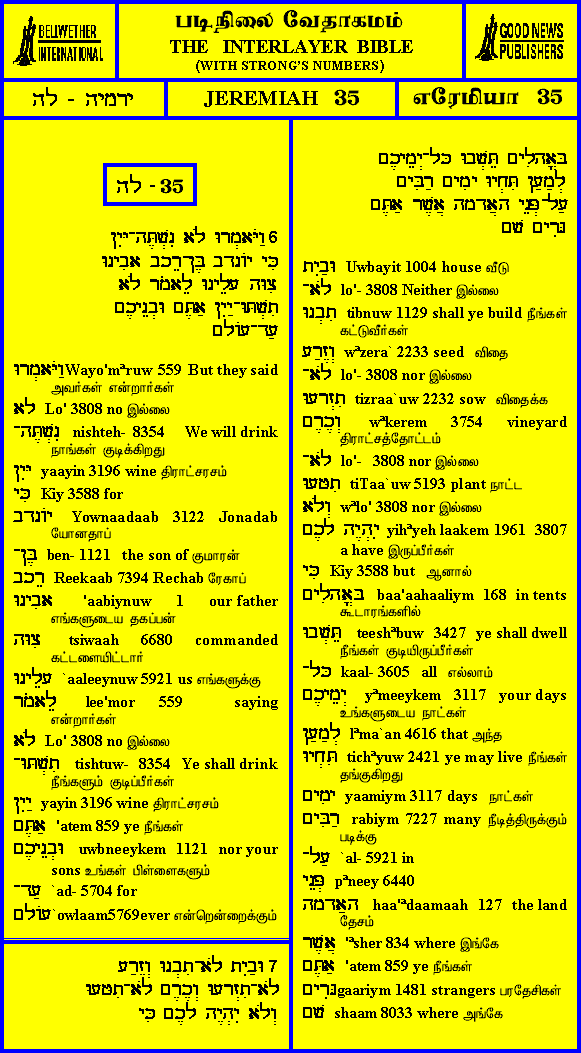 BELLWETHER
INTERNATIONAL
படிநிலை வேதாகமம்
THE INTERLAYER BIBLE
(WITH STRONG'S NUMBERS)
GOOD NEWS
PUBLISHERS
ירמיה - לה
JEREMIAH 35
எரேமியா 35
לה - 35
6 וַיֹּאמְרוּ לֹא נִשְׁתֶּה־יַּיִן
כִּי יוֹנָדָב בֶּן־רֵכָב אָבִינוּ
צִוָּה עָלֵינוּ לֵאמֹר לֹא
תִשְׁתּוּ־יַיִן אַתֶּם וּבְנֵיכֶם
עַד־עוֹלָם
וַיֹּאמְרוּ Wayo'mªruw 559 But they said
அவர்கள் என்றார்கள்
לֹא Lo' 3808 no இல்லை
נִשְׁתֶּה־ nishteh- 8354 We will drink
நாங்கள் குடிக்கிறது
יַּיִן yaayin 3196 wine திராட்சரசம்
כִּי Kiy 3588 for
יוֹנָדָב Yownaadaab 3122 Jonadab
யோனதாப்
בֶּן־ ben- 1121 the son of குமாரன்
רֵכָב Reekaab 7394 Rechab ரேகாப்
אָבִינוּ 'aabiynuw 1 our father
எங்களுடைய தகப்பன்
צִוָּה tsiwaah 6680 commanded
கட்டளையிட்டார்
עָלֵינוּ `aaleeynuw 5921 us எங்களுக்கு
לֵאמֹר lee'mor 559 saying
என்றார்கள்
לֹא Lo' 3808 no இல்லை
תִשְׁתּוּ־ tishtuw- 8354 Ye shall drink
நீங்களும் குடிப்பீர்கள்
יַיִן yayin 3196 wine திராட்சரசம்
אַתֶּם 'atem 859 ye நீங்கள்
וּבְנֵיכֶם uwbneeykem 1121 nor your
sons உங்கள் பிள்ளைகளும்
עַד־ `ad- 5704 for
עוֹלָם `owlaam5769ever என்றென்றைக்கும்
7 וּבַיִת לֹא־תִבְנוּ וְזֶרַע
לֹא־תִזְרָעוּ וְכֶרֶם לֹא־תִטָּעוּ
וְלֹא יִהְיֶה לָכֶם כִּי
בָּאֳהָלִים תֵּשְׁבוּ כָּל־יְמֵיכֶם
לְמַעַן תִּחְיוּ יָמִים רַבִּים
עַל־פְּנֵי הָאֲדָמָה אֲשֶׁר אַתֶּם
גָּרִים שָׁם
וּבַיִת Uwbayit 1004 house வீடு
לֹא־ lo'- 3808 Neither இல்லை
תִבְנוּ tibnuw 1129 shall ye build நீங்கள்
கட்டுவீர்கள்
וְזֶרַע wªzera` 2233 seed விதை
לֹא־ lo'- 3808 nor இல்லை
תִזְרָעוּ tizraa`uw 2232 sow விதைக்க
וְכֶרֶם wªkerem 3754 vineyard
திராட்சத்தோட்டம்
לֹא־ lo'- 3808 nor இல்லை
תִטָּעוּ tiTaa`uw 5193 plant நாட்ட
וְלֹא wªlo' 3808 nor இல்லை
יִהְיֶה לָכֶם yihªyeh laakem 1961 3807
a have இருப்பீர்கள்
כִּי Kiy 3588 but ஆனால்
בָּאֳהָלִים baa'aahaaliym 168 in tents
கூடாரங்களில்
תֵּשְׁבוּ teeshªbuw 3427 ye shall dwell
நீங்கள் குடியிருப்பீர்கள்
כָּל־ kaal- 3605 all எல்லாம்
יְמֵיכֶם yªmeeykem 3117 your days
உங்களுடைய நாட்கள்
לְמַעַן lªma`an 4616 that அந்த
תִּחְיוּ tichªyuw 2421 ye may live நீங்கள்
தங்குகிறது
יָמִים yaamiym 3117 days நாட்கள்
רַבִּים rabiym 7227 many நீடித்திருக்கும்
படிக்கு
עַל־ `al- 5921 in
פְּנֵי pªneey 6440
הָאֲדָמָה haa'ªdaamaah 127 the land
தேசம்
אֲשֶׁר 'ªsher 834 where இங்கே
אַתֶּם 'atem 859 ye நீங்கள்
גָּרִים gaariym 1481 strangers பரதேசிகள்
שָׁם shaam 8033 where அங்கே